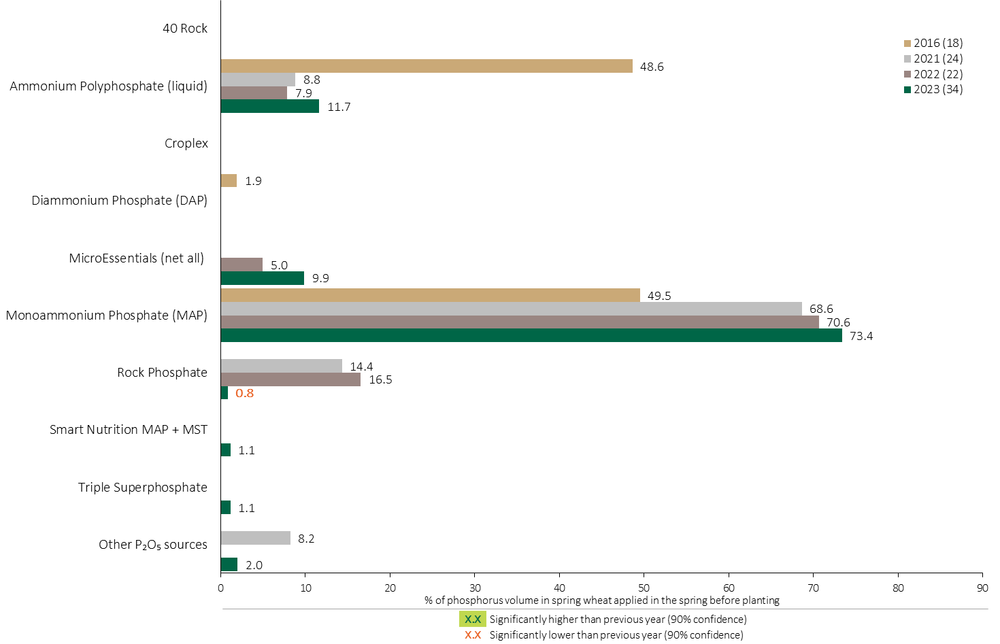 40 Rock
2016 (18)
2021 (24)
2022 (22)
2023 (34)
Ammonium Polyphosphate (liquid)
48.6
8.8
7.9
11.7
Croplex
Diammonium Phosphate (DAP)
1.9
MicroEssentials (net all)
5.0
9.9
Monoammonium Phosphate (MAP)
49.5
68.6
70.6
73.4
Rock Phosphate
14.4
16.5
0.8
Smart Nutrition MAP + MST
1.1
Triple Superphosphate
1.1
Other P₂O₅ sources
8.2
2.0
0 10 20 30 40 50 60 70 80 90
% of phosphorus volume in spring wheat applied in the spring before planting
X.X Significantly higher than previous year (90% confidence)
X.X Significantly lower than previous year (90% confidence)